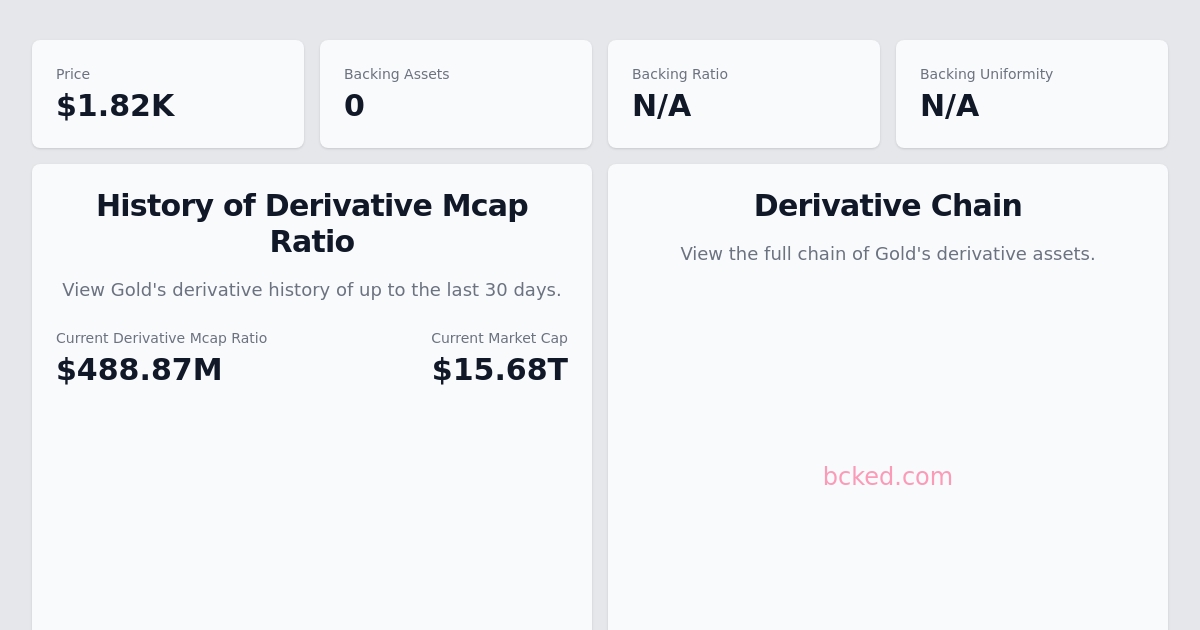 Price
$1.82K
Backing Assets
0
Backing Ratio
N/A
Backing Uniformity
N/A
History of Derivative Mcap
Ratio
View Gold's derivative history of up to the last 30 days.
Current Derivative Mcap Ratio
$488.87M
Current Market Cap
$15.68T
Derivative Chain
View the full chain of Gold's derivative assets.
bcked.com